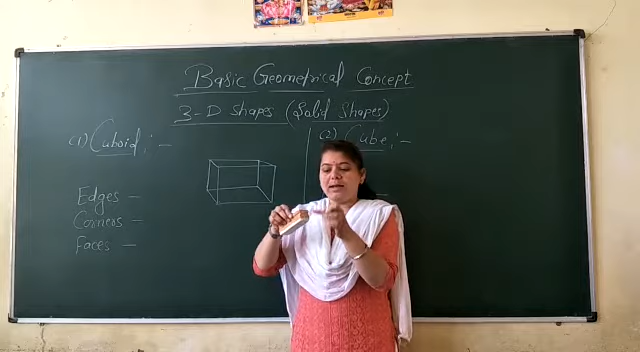 Basic Geometrical Concept
3-D Shapes (Solid Shapes)
(1) Cuboid :-
(2) Cube :-
Edges -
Corners -
Faces -